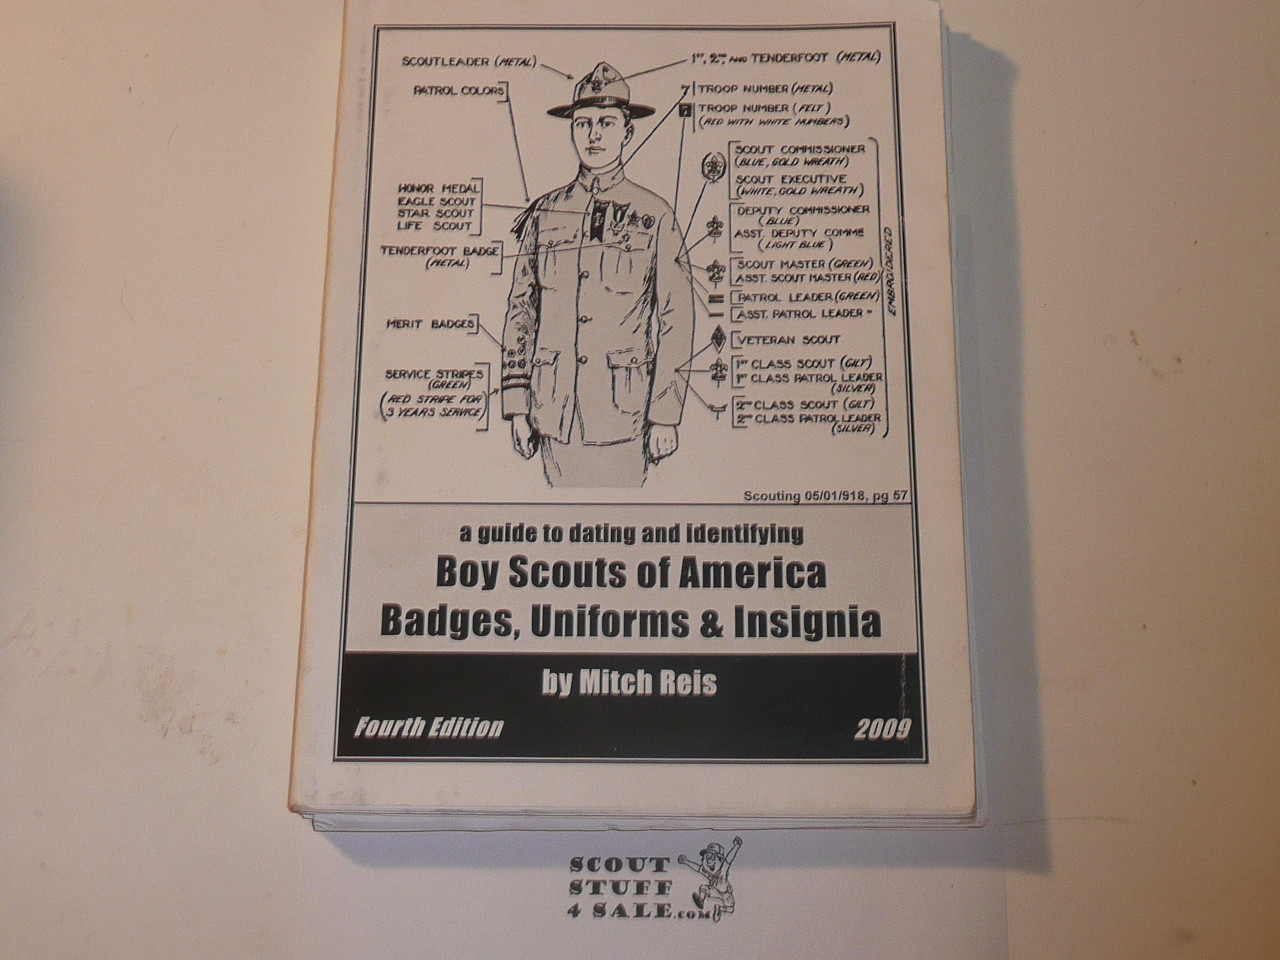 SCOUTLEADER (METAL)
1ST, 2ND, AND TENDERFOOT (METAL)
PATROL COLORS
7 TROOP NUMBER (METAL)
7 TROOP NUMBER (FELT)
(RED WITH WHITE NUMBERS)
SCOUT COMMISSIONER
(BLUE, GOLD WREATH)
SCOUT EXECUTIVE
(WHITE, GOLD WREATH)
HONOR MEDAL
EAGLE SCOUT
STAR SCOUT
LIFE SCOUT
DEPUTY COMMISSIONER
(BLUE)
ASST. DEPUTY COMMR
(LIGHT BLUE)
TENDERFOOT BADGE
(METAL)
SCOUT MASTER (GREEN)
ASST. SCOUT MASTER (RED)
EMBROIDERED
PATROL LEADER (GREEN)
ASST. PATROL LEADER "
MERIT BADGES
VETERAN SCOUT
SERVICE STRIPES
(GREEN)
(RED STRIPE FOR
3 YEARS SERVICE)
1ST CLASS SCOUT (GILT)
1ST CLASS PATROL LEADER
(SILVER)
2ND CLASS SCOUT (GILT)
2ND CLASS PATROL LEADER
(SILVER)
Scouting 05/01/918, pg 57
a guide to dating and identifying
Boy Scouts of America
Badges, Uniforms & Insignia
by Mitch Reis
Fourth Edition 2009
SCOUT
STUFF
4 SALE.COM